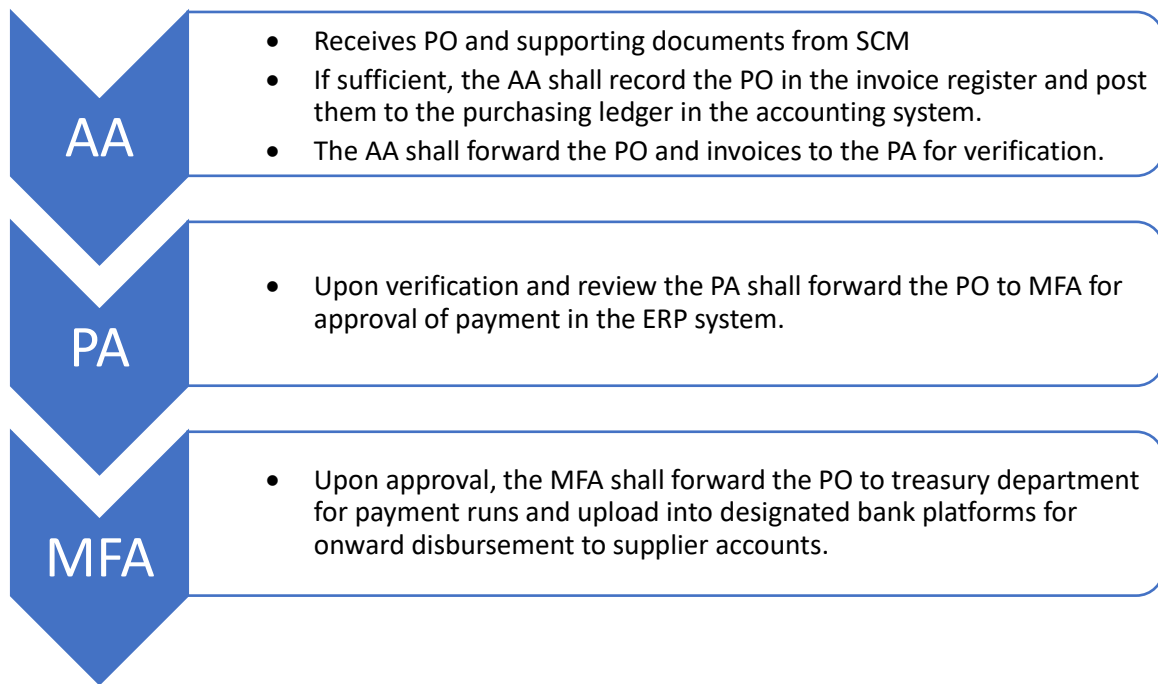 AA
• Receives PO and supporting documents from SCM
• If sufficient, the AA shall record the PO in the invoice register and post
them to the purchasing ledger in the accounting system.
• The AA shall forward the PO and invoices to the PA for verification.
PA
• Upon verification and review the PA shall forward the PO to MFA for
approval of payment in the ERP system.
MFA
• Upon approval, the MFA shall forward the PO to treasury department
for payment runs and upload into designated bank platforms for
onward disbursement to supplier accounts.